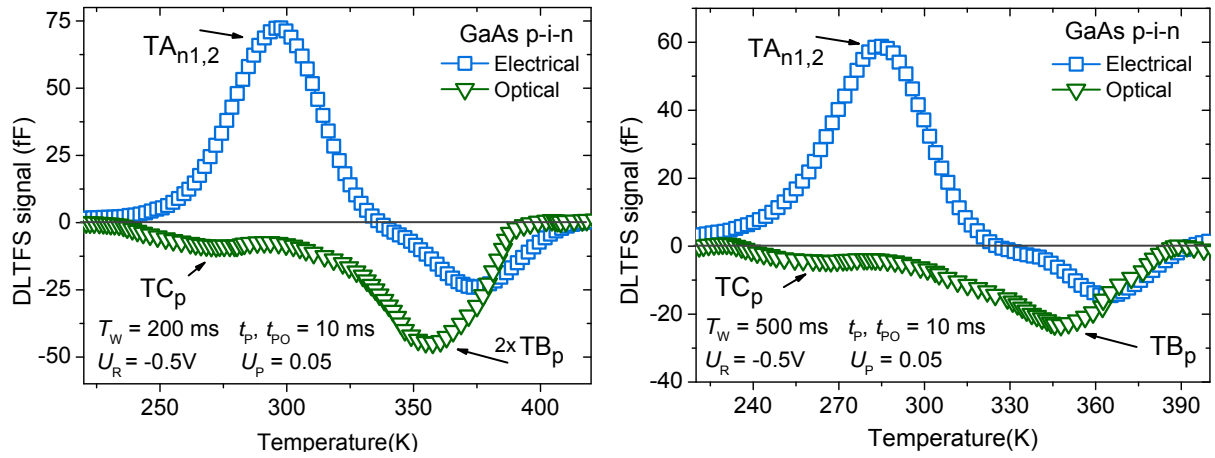 75
50
25
0
-25
-50
DLTFS signal (fF)
250
300
350
400
Temperature(K)
GaAs p-i-n
Electrical
Optical
TAn1,2
TCp
2x TBp
TW = 200 ms tP, tPO = 10 ms
UR = -0.5V UP = 0.05
60
40
20
0
-20
-40
DLTFS signal (fF)
240
270
300
330
360
390
Temperature(K)
GaAs p-i-n
Electrical
Optical
TAn1,2
TCp
TBp
TW = 500 ms tP, tPO = 10 ms
UR = -0.5V UP = 0.05